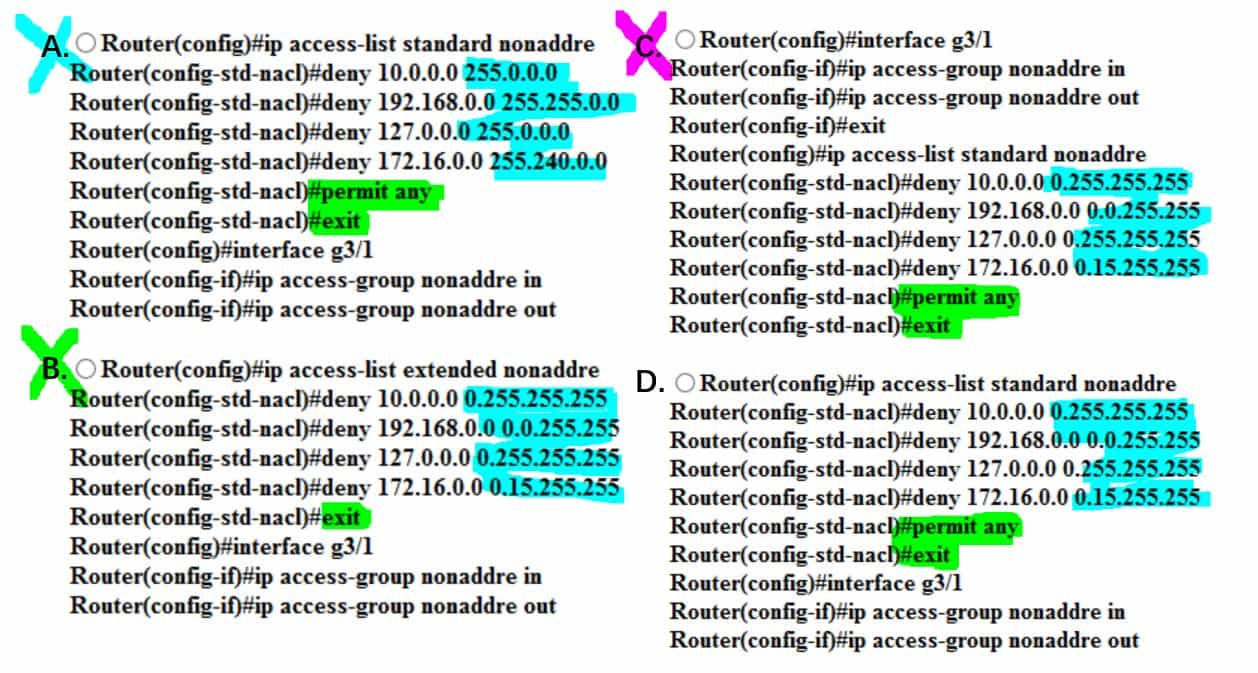 A. Router(config)#ip access-list standard nonaddre
Router(config-std-nacl)#deny 10.0.0.0 255.0.0.0
Router(config-std-nacl)#deny 192.168.0.0 255.255.0.0
Router(config-std-nacl)#deny 127.0.0.0 255.0.0.0
Router(config-std-nacl)#deny 172.16.0.0 255.240.0.0
Router(config-std-nacl)#permit any
Router(config-std-nacl)#exit
Router(config)#interface g3/1
Router(config-if)#ip access-group nonaddre in
Router(config-if)#ip access-group nonaddre out
B. Router(config)#ip access-list extended nonaddre
Router(config-std-nacl)#deny 10.0.0.0 0.255.255.255
Router(config-std-nacl)#deny 192.168.0.0 0.0.255.255
Router(config-std-nacl)#deny 127.0.0.0 0.255.255.255
Router(config-std-nacl)#deny 172.16.0.0 0.15.255.255
Router(config-std-nacl)#exit
Router(config)#interface g3/1
Router(config-if)#ip access-group nonaddre in
Router(config-if)#ip access-group nonaddre out
C. Router(config)#interface g3/1
Router(config-if)#ip access-group nonaddre in
Router(config-if)#ip access-group nonaddre out
Router(config-if)#exit
Router(config)#ip access-list standard nonaddre
Router(config-std-nacl)#deny 10.0.0.0 0.255.255.255
Router(config-std-nacl)#deny 192.168.0.0 0.0.255.255
Router(config-std-nacl)#deny 127.0.0.0 0.255.255.255
Router(config-std-nacl)#deny 172.16.0.0 0.15.255.255
Router(config-std-nacl)#permit any
Router(config-std-nacl)#exit
D. Router(config)#ip access-list standard nonaddre
Router(config-std-nacl)#deny 10.0.0.0 0.255.255.255
Router(config-std-nacl)#deny 192.168.0.0 0.0.255.255
Router(config-std-nacl)#deny 127.0.0.0 0.255.255.255
Router(config-std-nacl)#deny 172.16.0.0 0.15.255.255
Router(config-std-nacl)#permit any
Router(config-std-nacl)#exit
Router(config)#interface g3/1
Router(config-if)#ip access-group nonaddre in
Router(config-if)#ip access-group nonaddre out